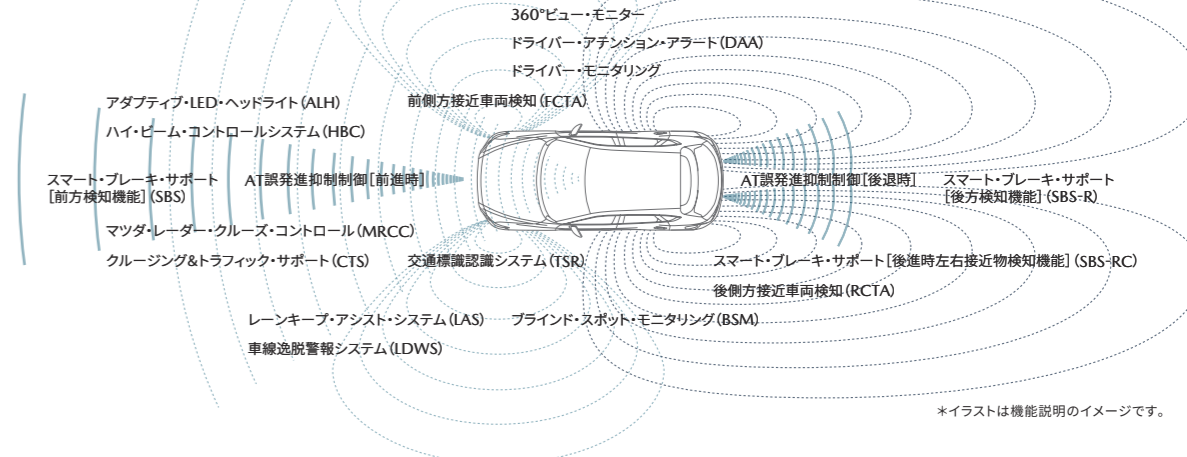 360°ビュー・モニター
ドライバー・アテンション・アラート(DAA)
ドライバー・モニタリング
アダプティブ・LED・ヘッドライト(ALH)
前側方接近車両検知(FCTA)
ハイ・ビーム・コントロールシステム(HBC)
スマート・ブレーキ・サポート
[前方検知機能](SBS)
AT誤発進抑制制御[前進時]
AT誤発進抑制制御[後退時]
スマート・ブレーキ・サポート
[後方検知機能](SBS-R)
マツダ・レーダー・クルーズ・コントロール(MRCC)
クルージング&トラフィック・サポート(CTS)
交通標識認識システム(TSR)
スマート・ブレーキ・サポート[後進時左右接近物検知機能](SBS-RC)
後側方接近車両検知(RCTA)
レーンキープ・アシスト・システム(LAS)
ブラインド・スポット・モニタリング(BSM)
車線逸脱警報システム(LDWS)
＊イラストは機能説明のイメージです。